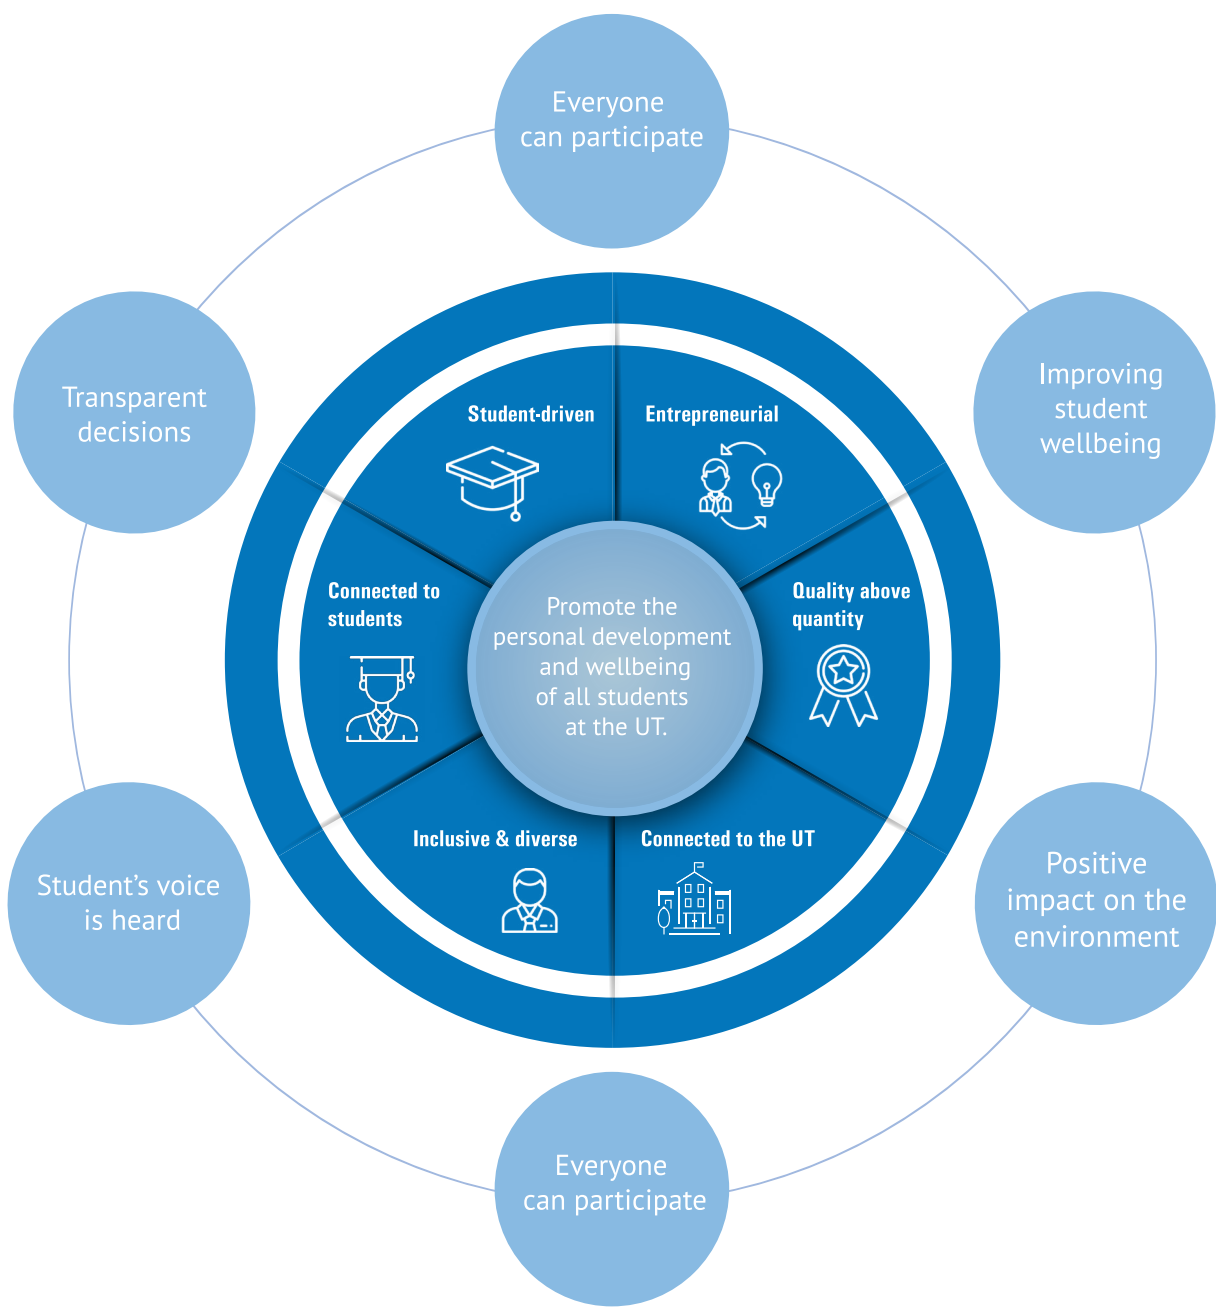 Everyone
can participate
Transparent
decisions
Improving
student
wellbeing
Student-driven
Entrepreneurial
Connected to
students
Quality above
quantity
Promote the
personal development
and wellbeing
of all students
at the UT.
Inclusive & diverse
Connected to the UT
Student’s voice
is heard
Positive
impact on the
environment
Everyone
can participate